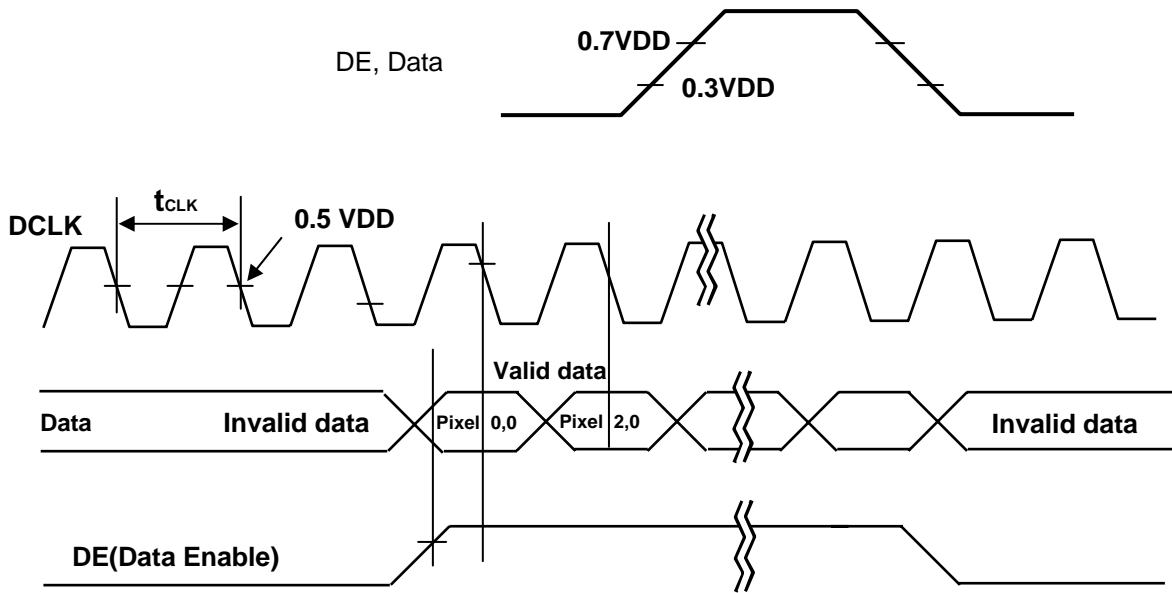 0.7VDD
DE, Data
0.3VDD
tCLK
0.5 VDD
DCLK
Valid data
Data Invalid data Pixel 0,0 Pixel 2,0 Invalid data
DE(Data Enable)